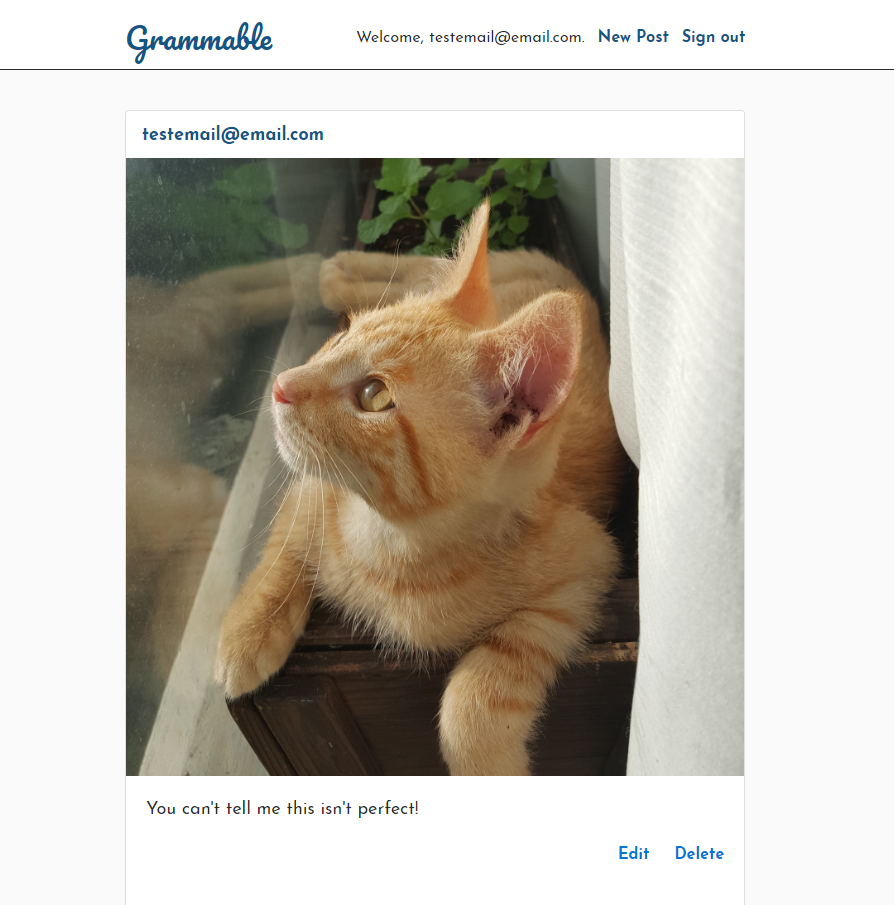 Grammable
Welcome, testemail@email.com. New Post Sign out
testemail@email.com
You can't tell me this isn't perfect!
Edit Delete